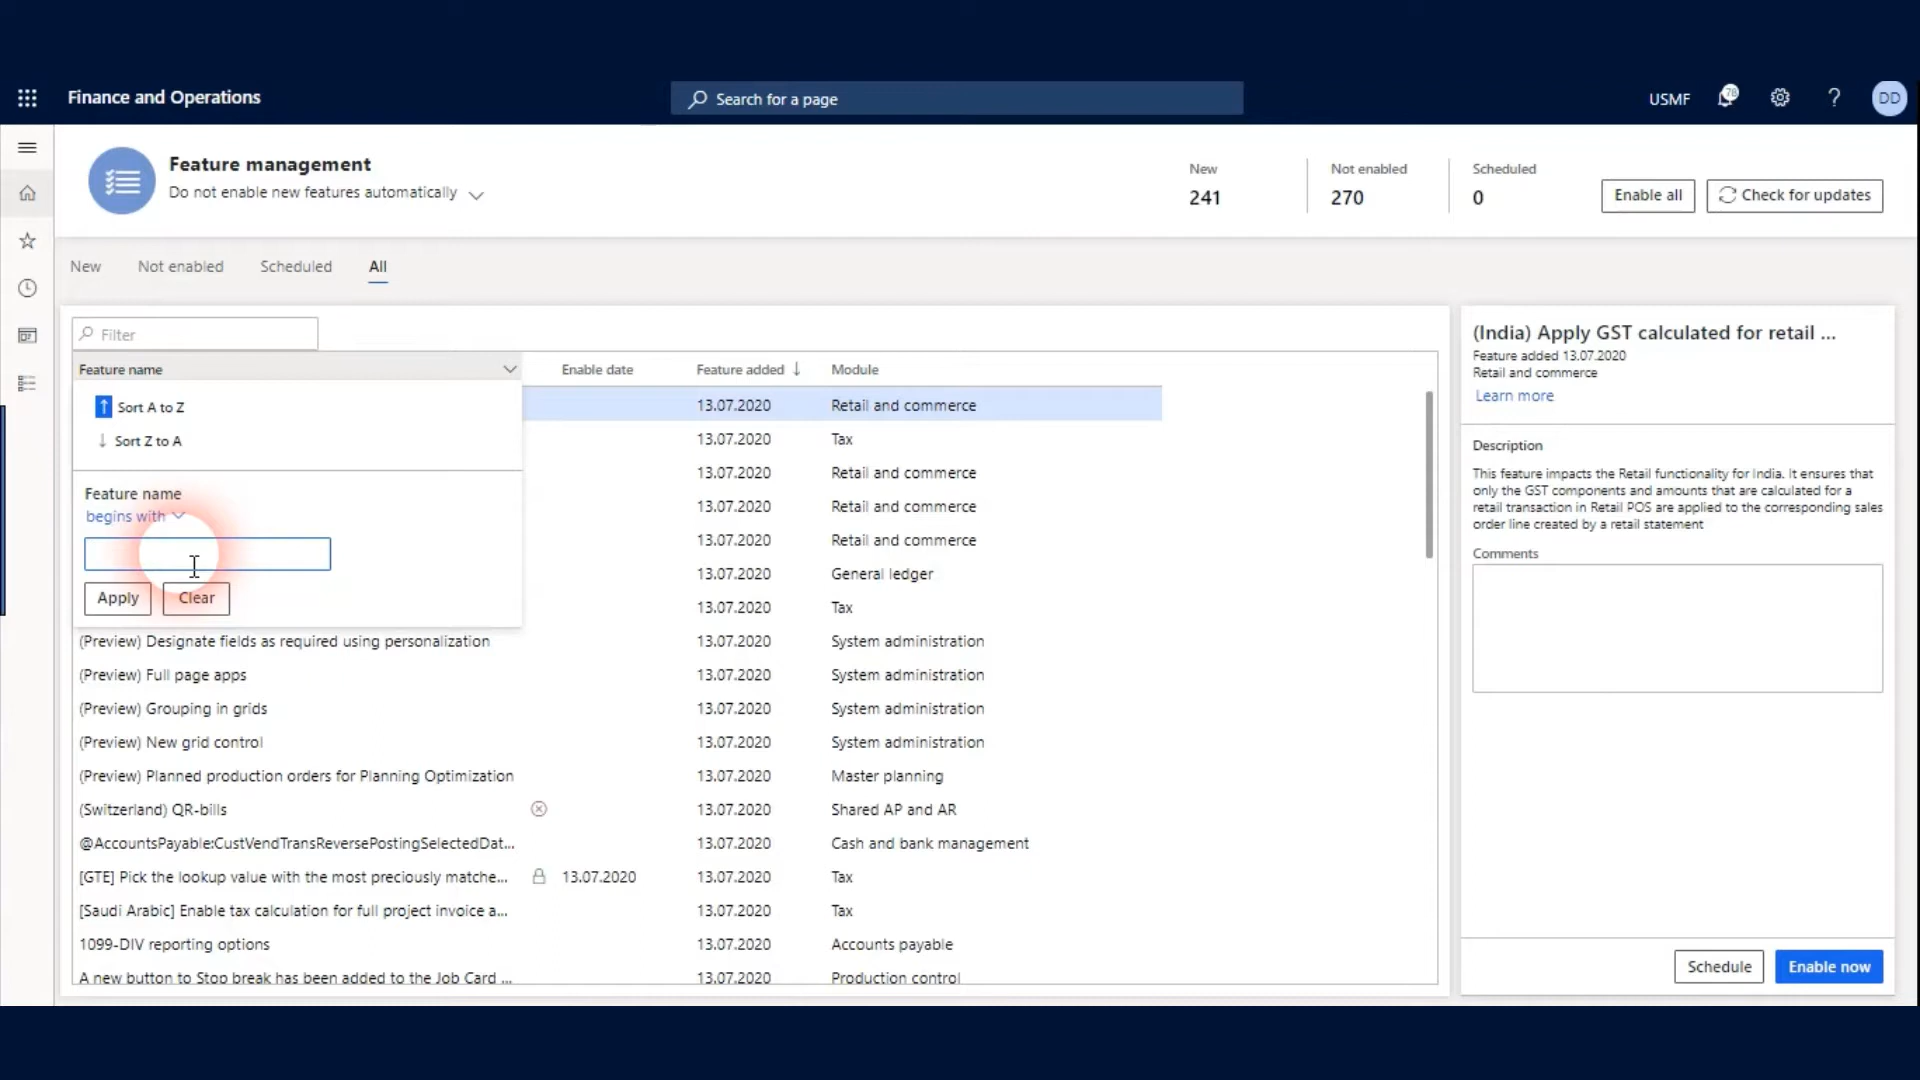 Finance and Operations
Search for a page
USMF
78
?
DD
Feature management
Do not enable new features automatically
New
241
Not enabled
270
Scheduled
0
Enable all
Check for updates
New Not enabled Scheduled All
Filter
Feature name Enable date Feature added ↓ Module
↑ Sort A to Z
↓ Sort Z to A
Feature name
begins with
Apply Clear
13.07.2020 Retail and commerce
13.07.2020 Tax
13.07.2020 Retail and commerce
13.07.2020 Retail and commerce
13.07.2020 Retail and commerce
13.07.2020 General ledger
13.07.2020 Tax
(Preview) Designate fields as required using personalization 13.07.2020 System administration
(Preview) Full page apps 13.07.2020 System administration
(Preview) Grouping in grids 13.07.2020 System administration
(Preview) New grid control 13.07.2020 System administration
(Preview) Planned production orders for Planning Optimization 13.07.2020 Master planning
(Switzerland) QR-bills 13.07.2020 Shared AP and AR
@AccountsPayable:CustVendTransReversePostingSelectedDat... 13.07.2020 Cash and bank management
[GTE] Pick the lookup value with the most preciously matche... 13.07.2020 13.07.2020 Tax
[Saudi Arabic] Enable tax calculation for full project invoice a... 13.07.2020 Tax
1099-DIV reporting options 13.07.2020 Accounts payable
A new button to Stop break has been added to the Job Card ... 13.07.2020 Production control
(India) Apply GST calculated for retail ...
Feature added 13.07.2020
Retail and commerce
Learn more
Description
This feature impacts the Retail functionality for India. It ensures that
only the GST components and amounts that are calculated for a
retail transaction in Retail POS are applied to the corresponding sales
order line created by a retail statement
Comments
Schedule Enable now